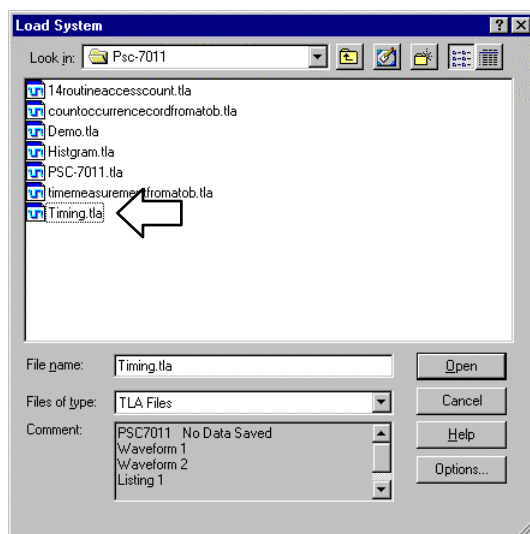 Load System
Look in: Psc-7011
14routineaccesscount.tla
countoccurrencecordfromatob.tla
Demo.tla
Histgram.tla
PSC-7011.tla
timemeasurementfromatob.tla
Timing.tla
File name: Timing.tla Open
Files of type: TLA Files Cancel
Comment: PSC7011 No Data Saved Help
Waveform 1
Waveform 2 Options...
Listing 1